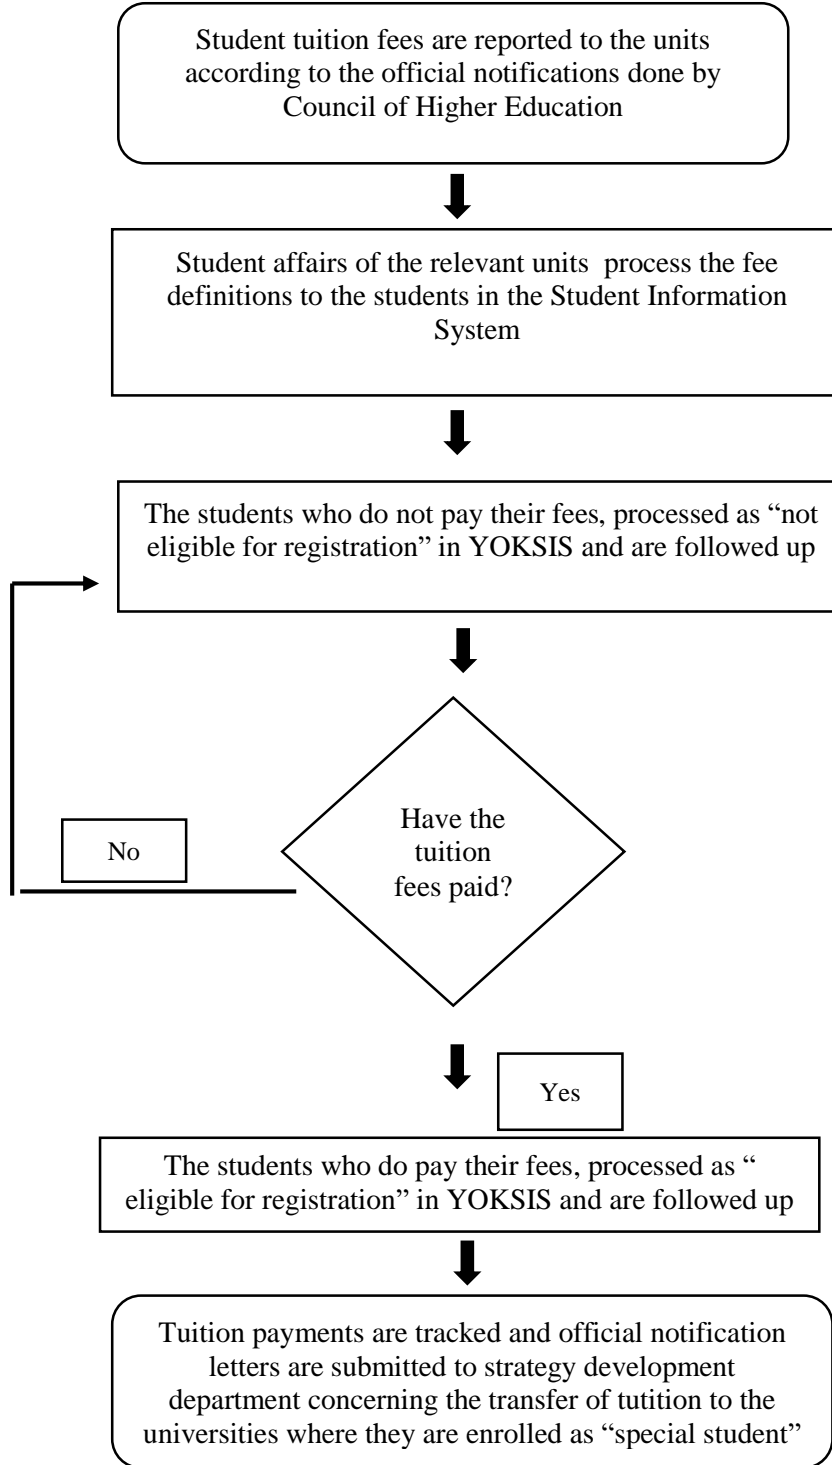 Student tuition fees are reported to the units
according to the official notifications done by
Council of Higher Education
Student affairs of the relevant units process the fee
definitions to the students in the Student Information
System
The students who do not pay their fees, processed as “not
eligible for registration” in YOKSIS and are followed up
Have the
tuition
fees paid?
No
Yes
The students who do pay their fees, processed as “
eligible for registration” in YOKSIS and are followed up
Tuition payments are tracked and official notification
letters are submitted to strategy development
department concerning the transfer of tutition to the
universities where they are enrolled as “special student”